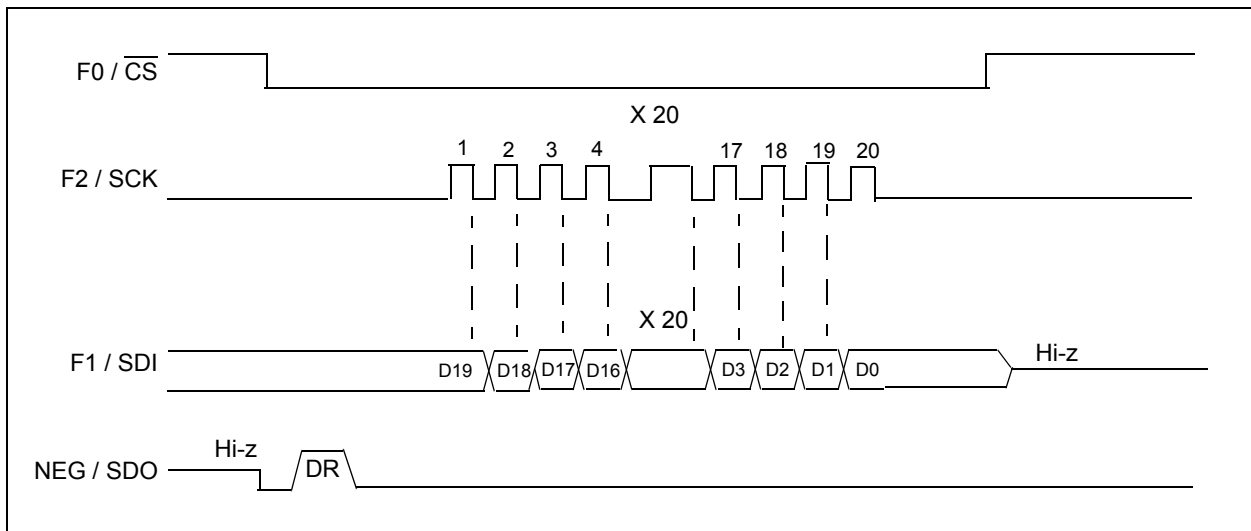 F0 / C̅S̅
X 20
1 2 3 4 17 18 19 20
F2 / SCK
X 20
F1 / SDI
D19 D18 D17 D16 D3 D2 D1 D0
Hi-z
Hi-z
NEG / SDO
DR